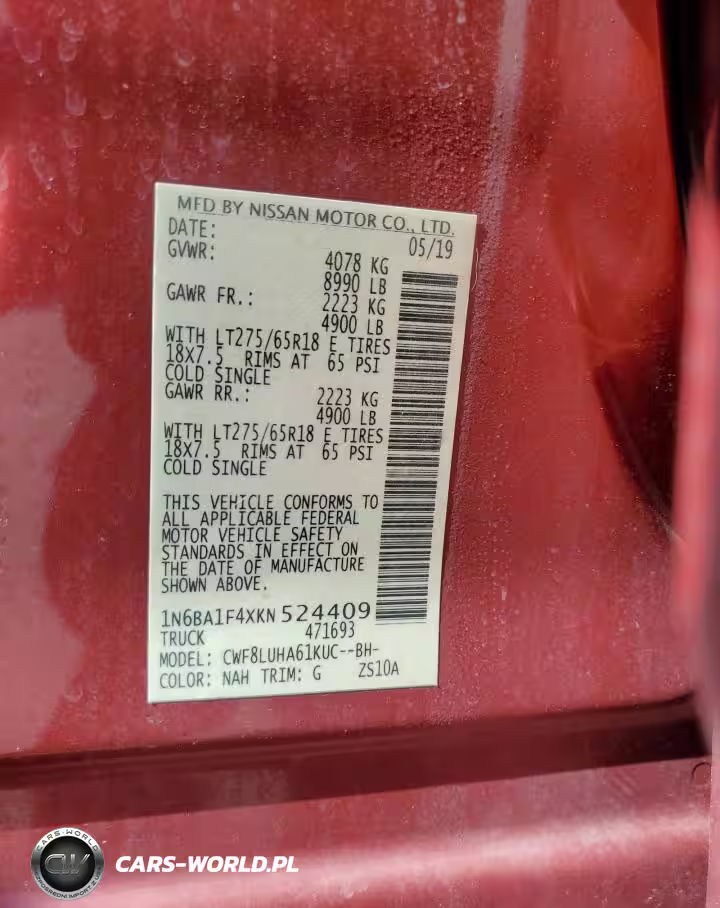 MFD BY NISSAN MOTOR CO., LTD.
DATE: 05/19
GVWR: 4078 KG
8990 LB
GAWR FR.: 2223 KG
4900 LB
WITH LT275/65R18 E TIRES
18X7.5 RIMS AT 65 PSI
COLD SINGLE
GAWR RR.: 2223 KG
4900 LB
WITH LT275/65R18 E TIRES
18X7.5 RIMS AT 65 PSI
COLD SINGLE
THIS VEHICLE CONFORMS TO
ALL APPLICABLE FEDERAL
MOTOR VEHICLE SAFETY
STANDARDS IN EFFECT ON
THE DATE OF MANUFACTURE
SHOWN ABOVE.
1N6BA1F4XKN524409
TRUCK 471693
MODEL: CWF8LUHA61KUC--BH-
COLOR: NAH TRIM: G ZS10A
CARS-WORLD
CW
CARS-WORLD.PL